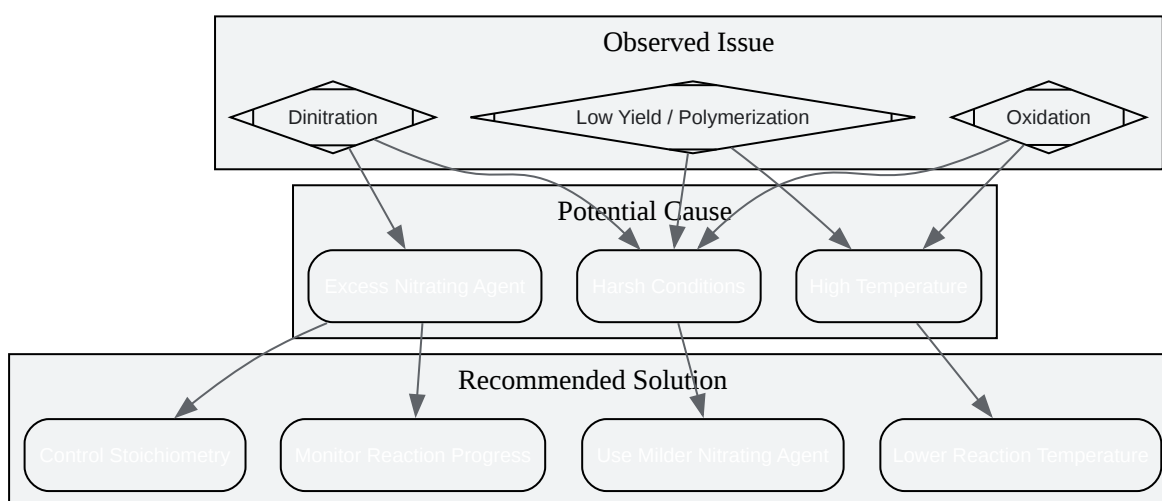 Observed Issue
Dinitration
Low Yield / Polymerization
Oxidation
Potential Cause
Excess Nitrating Agent
Harsh Conditions
High Temperature
Recommended Solution
Control Stoichiometry
Monitor Reaction Progress
Use Milder Nitrating Agent
Lower Reaction Temperature